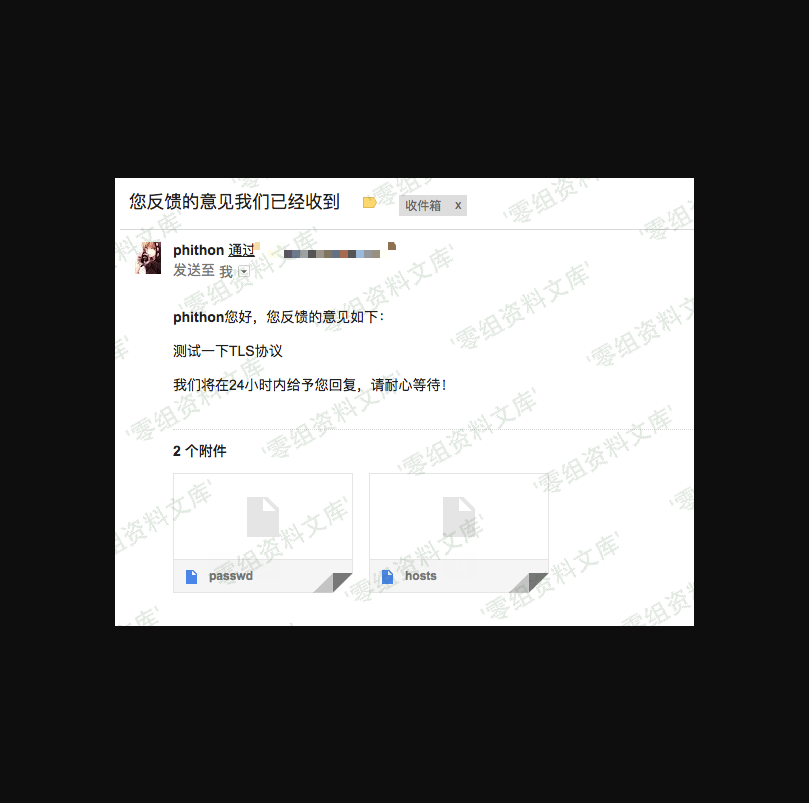 您反馈的意见我们已经收到
收件箱 x
phithon 通过
发送至 我
phithon您好，您反馈的意见如下：
测试一下TLS协议
我们将在24小时内给予您回复，请耐心等待！
2 个附件
passwd
hosts
'零组资料文库'